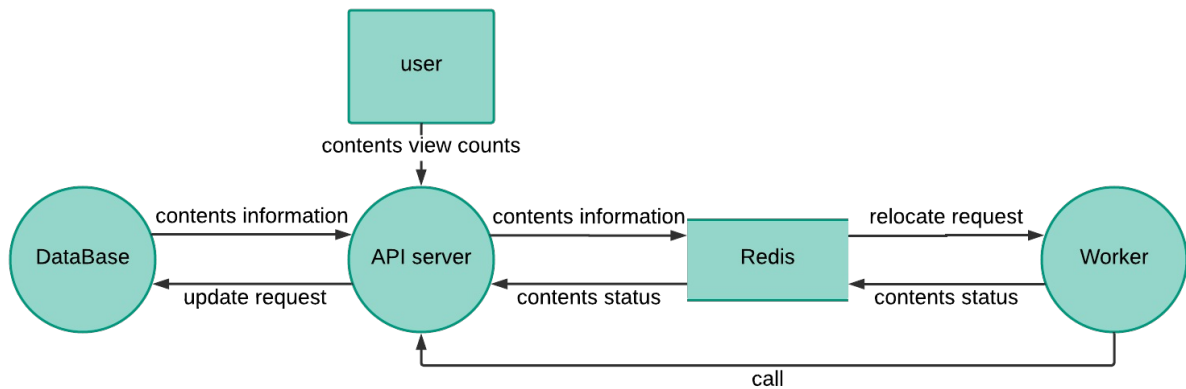 user
contents view counts
contents information
contents information
relocate request
DataBase
API server
Redis
Worker
update request
contents status
contents status
call